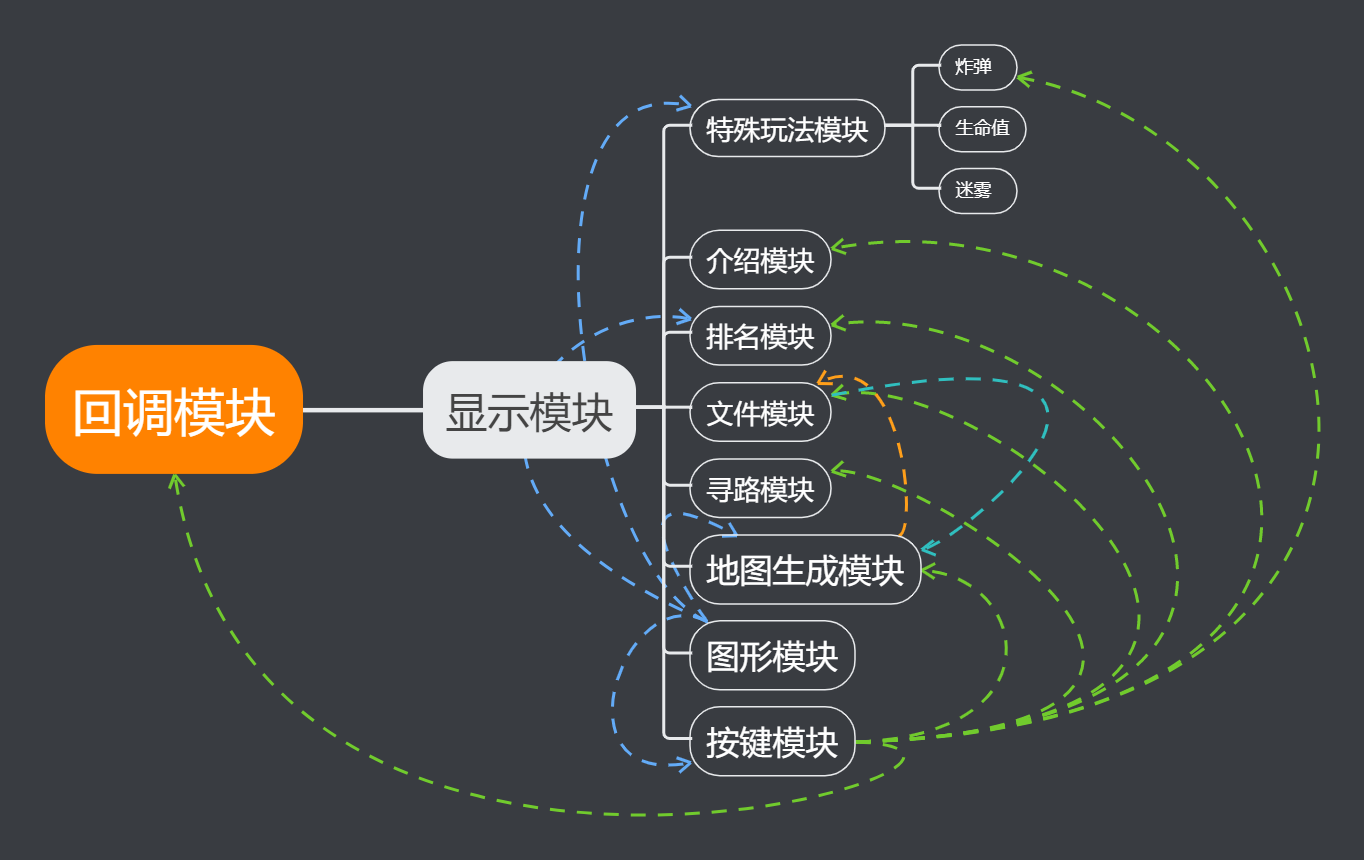 回调模块
显示模块
特殊玩法模块
炸弹
生命值
迷雾
介绍模块
排名模块
文件模块
寻路模块
地图生成模块
图形模块
按键模块